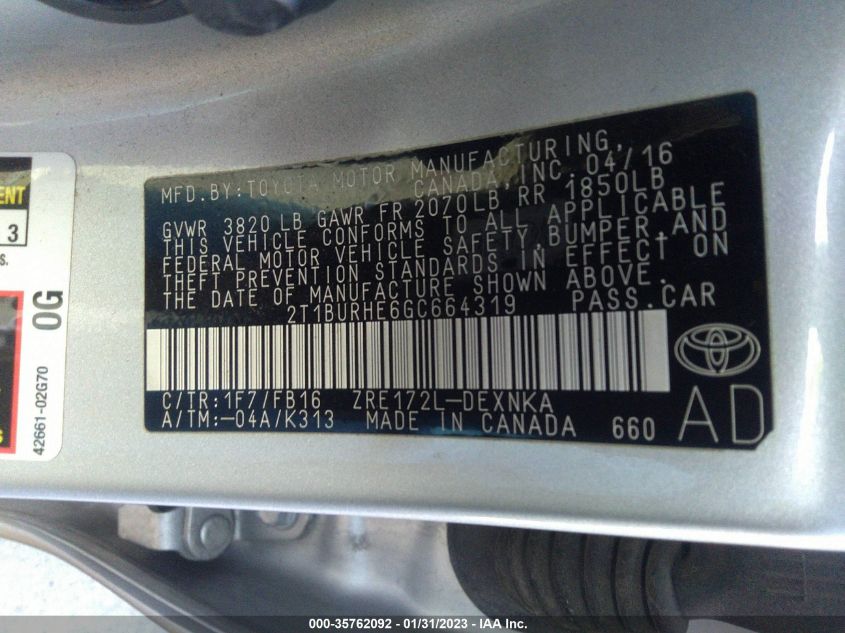 MFD.BY:TOYOTA MOTOR MANUFACTURING,
CANADA, INC. 04/16
GVWR 3820 LB GAWR FR 2070LB RR 1850LB
THIS VEHICLE CONFORMS TO ALL APPLICABLE
FEDERAL MOTOR VEHICLE SAFETY,BUMPER,AND
THEFT PREVENTION STANDARDS IN EFFECT ON
THE DATE OF MANUFACTURE SHOWN ABOVE.
2T1BURHE6GC664319 PASS.CAR
C/TR:1F7/FB16 ZRE172L-DEXNKA
A/TM:-04A/K313 MADE IN CANADA 660
AD
ENT
13
S.
0G
42661-02G70
000-35762092 - 01/31/2023 - IAA Inc.